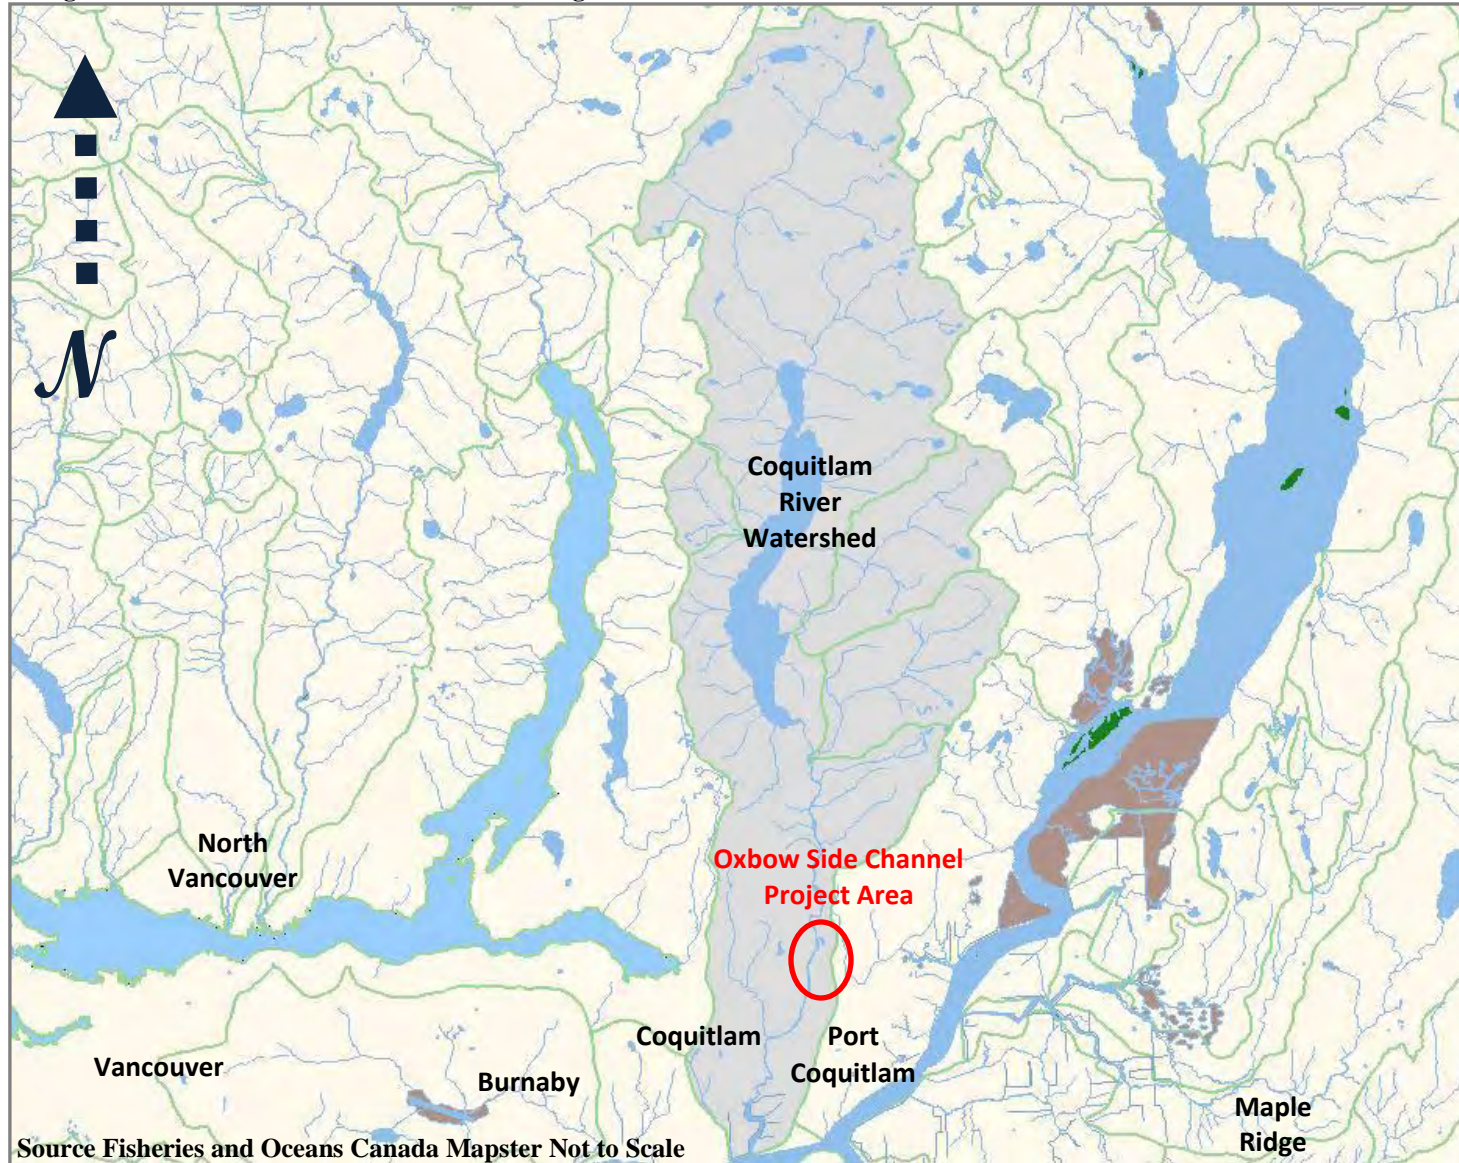 N
Coquitlam
River
Watershed
North
Vancouver
Oxbow Side Channel
Project Area
Coquitlam
Port
Coquitlam
Vancouver
Burnaby
Maple
Ridge
Source Fisheries and Oceans Canada Mapster Not to Scale